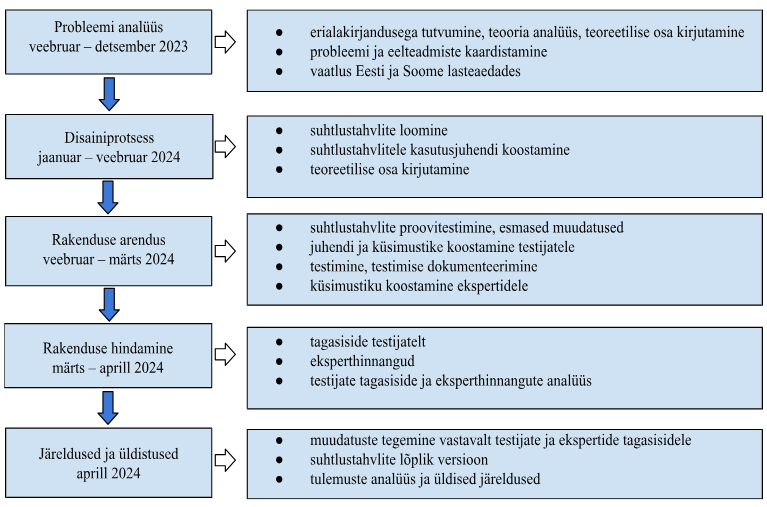 Probleemi analüüs
veebruar – detsember 2023
● erialakirjandusega tutvumine, teooria analüüs, teoreetilise osa kirjutamine
● probleemi ja eelteadmiste kaardistamine
● vaatlus Eesti ja Soome lasteaedades
Disainiprotsess
jaanuar – veebruar 2024
● suhtlustahvlite loomine
● suhtlustahvlitele kasutusjuhendi koostamine
● teoreetilise osa kirjutamine
Rakenduse arendus
veebruar – märts 2024
● suhtlustahvlite proovitestimine, esmased muudatused
● juhendi ja küsimustike koostamine testijatele
● testimine, testimise dokumenteerimine
● küsimustiku koostamine ekspertidele
Rakenduse hindamine
märts – aprill 2024
● tagasiside testijatelt
● eksperthinnangud
● testijate tagasiside ja eksperthinnangute analüüs
Järeldused ja üldistused
aprill 2024
● muudatuste tegemine vastavalt testijate ja ekspertide tagasisidele
● suhtlustahvlite lõplik versioon
● tulemuste analüüs ja üldised järeldused